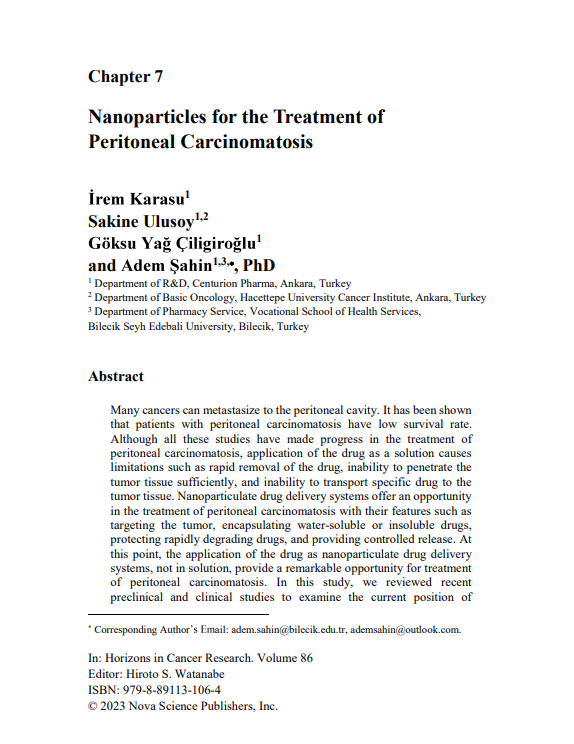 Chapter 7
Nanoparticles for the Treatment of
Peritoneal Carcinomatosis
İrem Karasu1
Sakine Ulusoy1,2
Göksu Yağ Çiligiroğlu1
and Adem Şahin1,3,•, PhD
1 Department of R&D, Centurion Pharma, Ankara, Turkey
2 Department of Basic Oncology, Hacettepe University Cancer Institute, Ankara, Turkey
3 Department of Pharmacy Service, Vocational School of Health Services,
Bilecik Seyh Edebali University, Bilecik, Turkey
Abstract
Many cancers can metastasize to the peritoneal cavity. It has been shown
that patients with peritoneal carcinomatosis have low survival rate.
Although all these studies have made progress in the treatment of
peritoneal carcinomatosis, application of the drug as a solution causes
limitations such as rapid removal of the drug, inability to penetrate the
tumor tissue sufficiently, and inability to transport specific drug to the
tumor tissue. Nanoparticulate drug delivery systems offer an opportunity
in the treatment of peritoneal carcinomatosis with their features such as
targeting the tumor, encapsulating water-soluble or insoluble drugs,
protecting rapidly degrading drugs, and providing controlled release. At
this point, the application of the drug as nanoparticulate drug delivery
systems, not in solution, provide a remarkable opportunity for treatment
of peritoneal carcinomatosis. In this study, we reviewed recent
preclinical and clinical studies to examine the current position of
* Corresponding Author's Email: adem.sahin@bilecik.edu.tr, ademsahin@outlook.com.
In: Horizons in Cancer Research. Volume 86
Editor: Hiroto S. Watanabe
ISBN: 979-8-89113-106-4
© 2023 Nova Science Publishers, Inc.